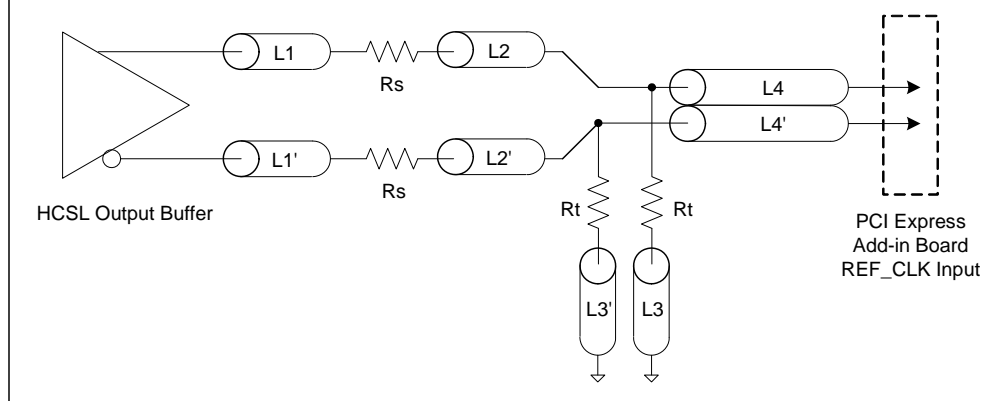 L1
Rs
L2
L4
L4'
L1'
Rs
L2'
HCSL Output Buffer
Rt
Rt
L3'
L3
PCI Express
Add-in Board
REF_CLK Input